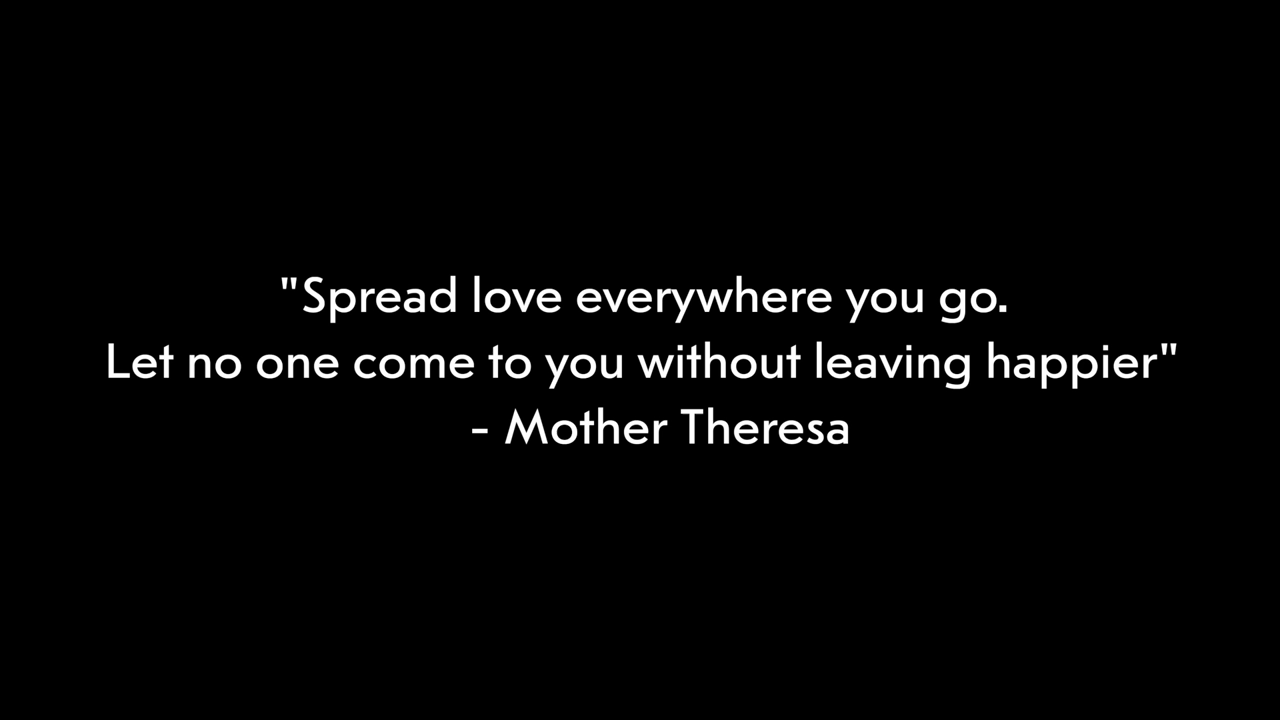 "Spread love everywhere you go.
Let no one come to you without leaving happier"
- Mother Theresa